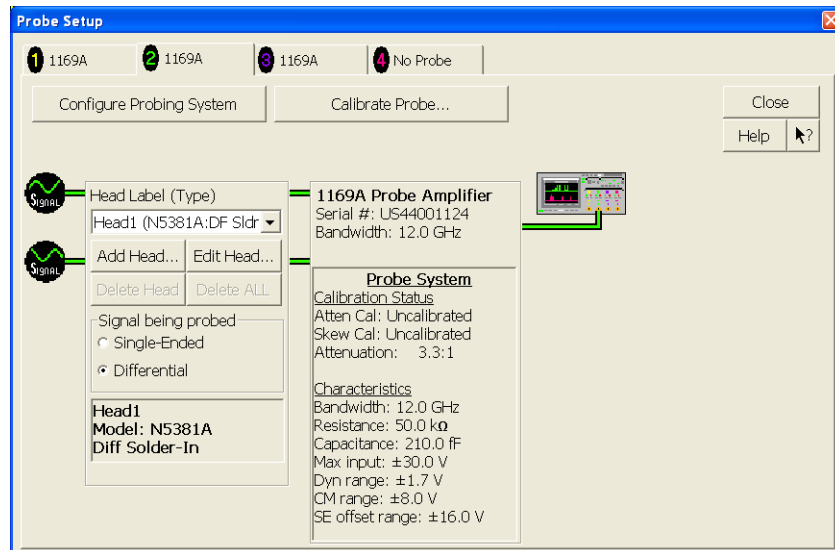 Probe Setup
1 1169A
2 1169A
3 1169A
4 No Probe
Configure Probing System
Calibrate Probe...
Close
Help
?
Signal
Signal
Head Label (Type)
Head1 (N5381A:DF Sldr
Add Head...
Edit Head...
Delete Head
Delete ALL
Signal being probed
Single-Ended
Differential
Head1
Model: N5381A
Diff Solder-In
1169A Probe Amplifier
Serial #: US44001124
Bandwidth: 12.0 GHz
Probe System
Calibration Status
Atten Cal: Uncalibrated
Skew Cal: Uncalibrated
Attenuation: 3.3:1
Characteristics
Bandwidth: 12.0 GHz
Resistance: 50.0 kΩ
Capacitance: 210.0 fF
Max input: ±30.0 V
Dyn range: ±1.7 V
CM range: ±8.0 V
SE offset range: ±16.0 V